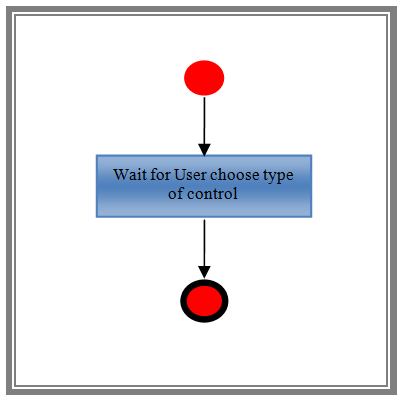 Wait for User choose type
of control